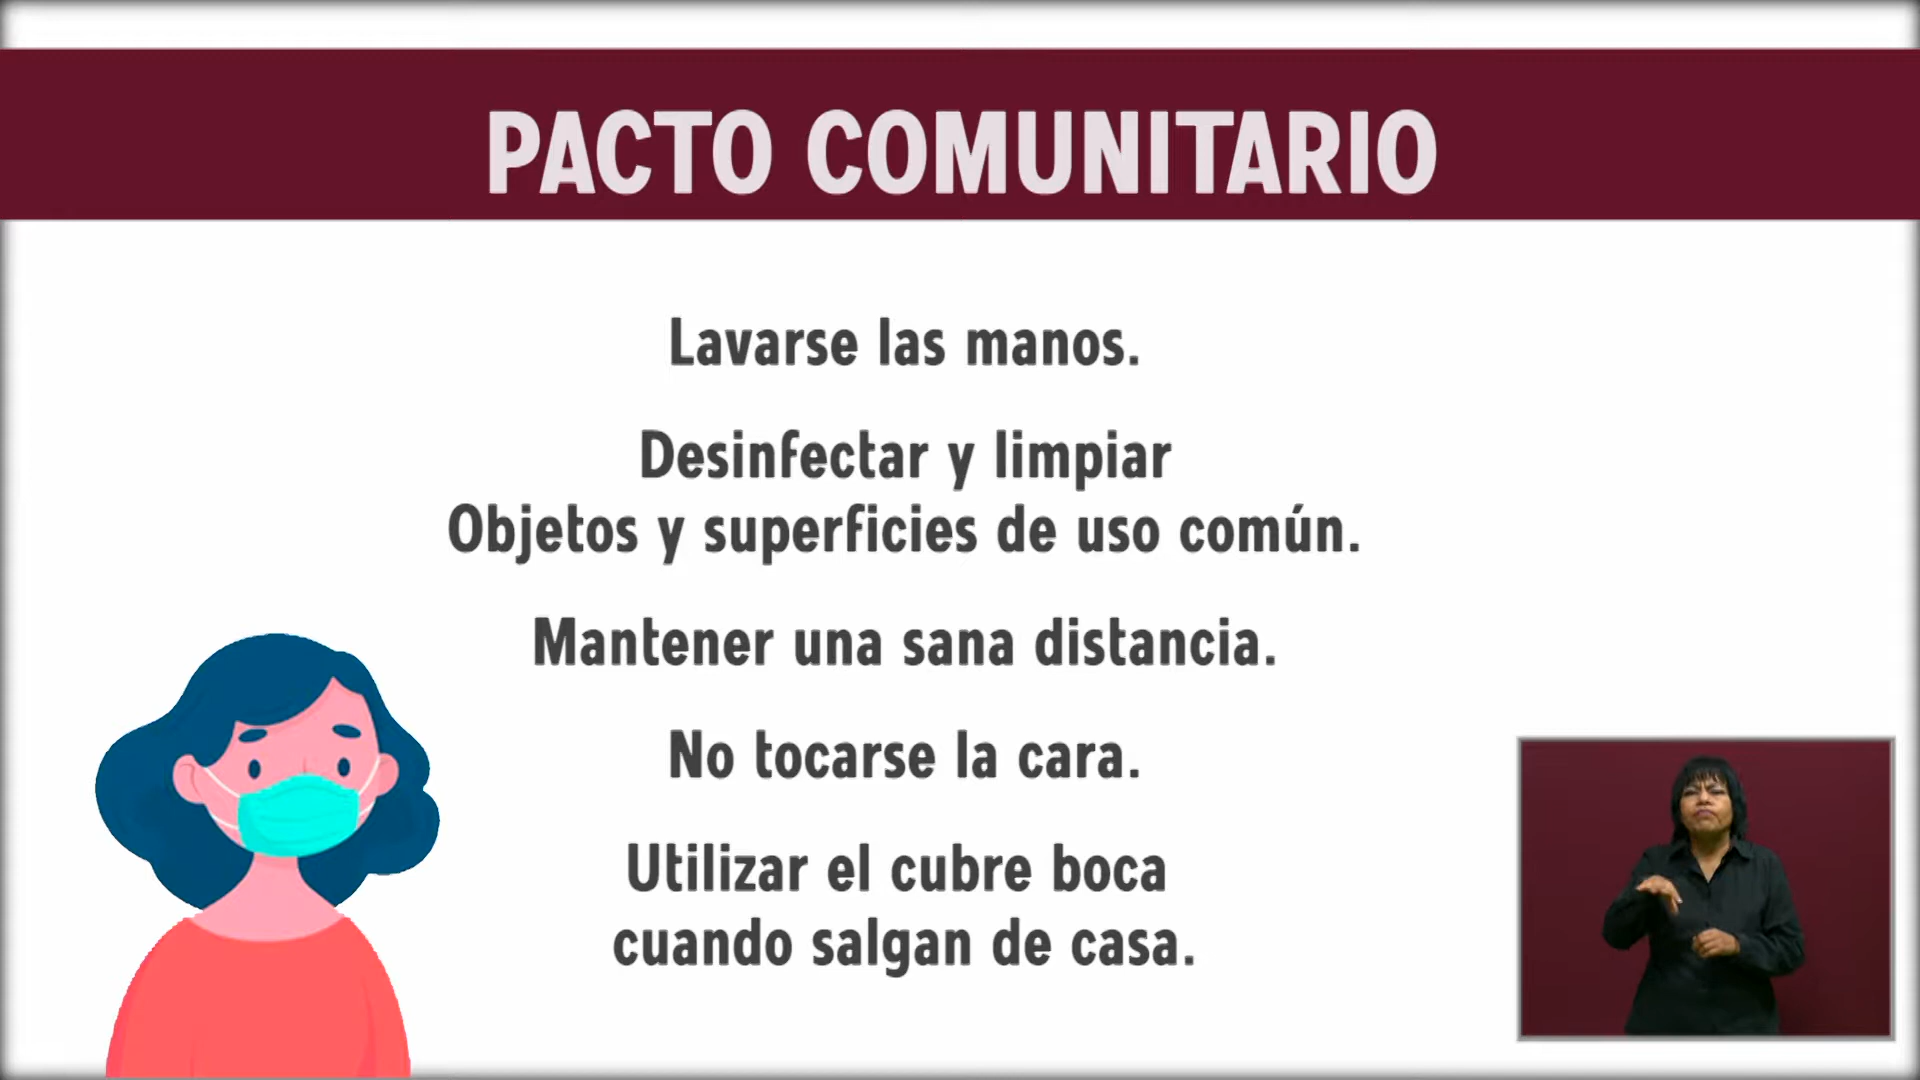 PACTO COMUNITARIO
Lavarse las manos.
Desinfectar y limpiar
Objetos y superficies de uso común.
Mantener una sana distancia.
No tocarse la cara.
Utilizar el cubre boca
cuando salgan de casa.